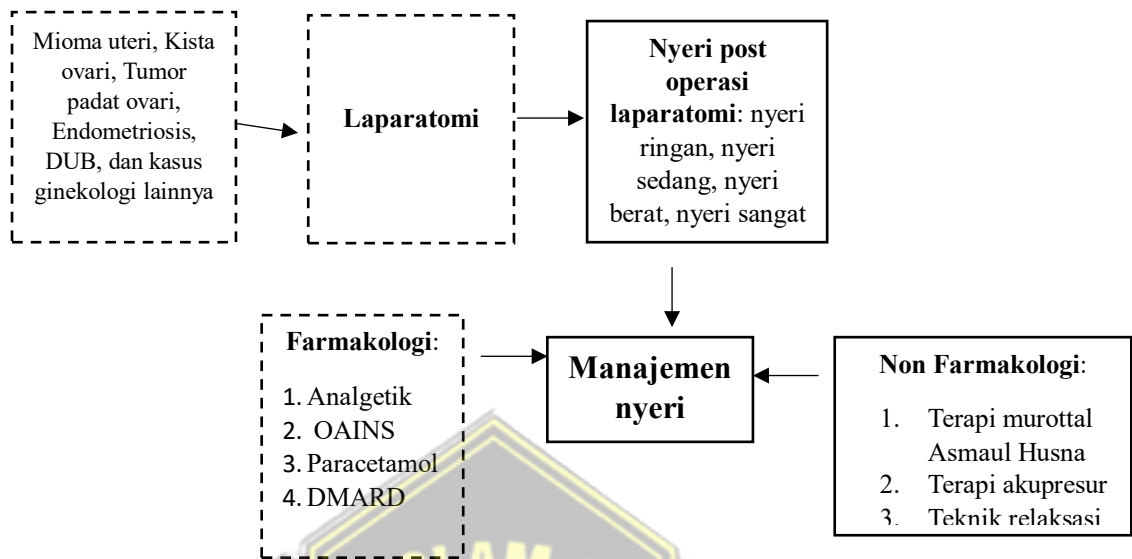 Mioma uteri, Kista
ovari, Tumor
padat ovari,
Endometriosis,
DUB, dan kasus
ginekologi lainnya
Laparatomi
Nyeri post
operasi
laparatomi: nyeri
ringan, nyeri
sedang, nyeri
berat, nyeri sangat
Farmakologi:
1. Analgetik
2. OAINS
3. Paracetamol
4. DMARD
Manajemen
nyeri
Non Farmakologi:
1. Terapi murottal
Asmaul Husna
2. Terapi akupresur
3. Teknik relaksasi